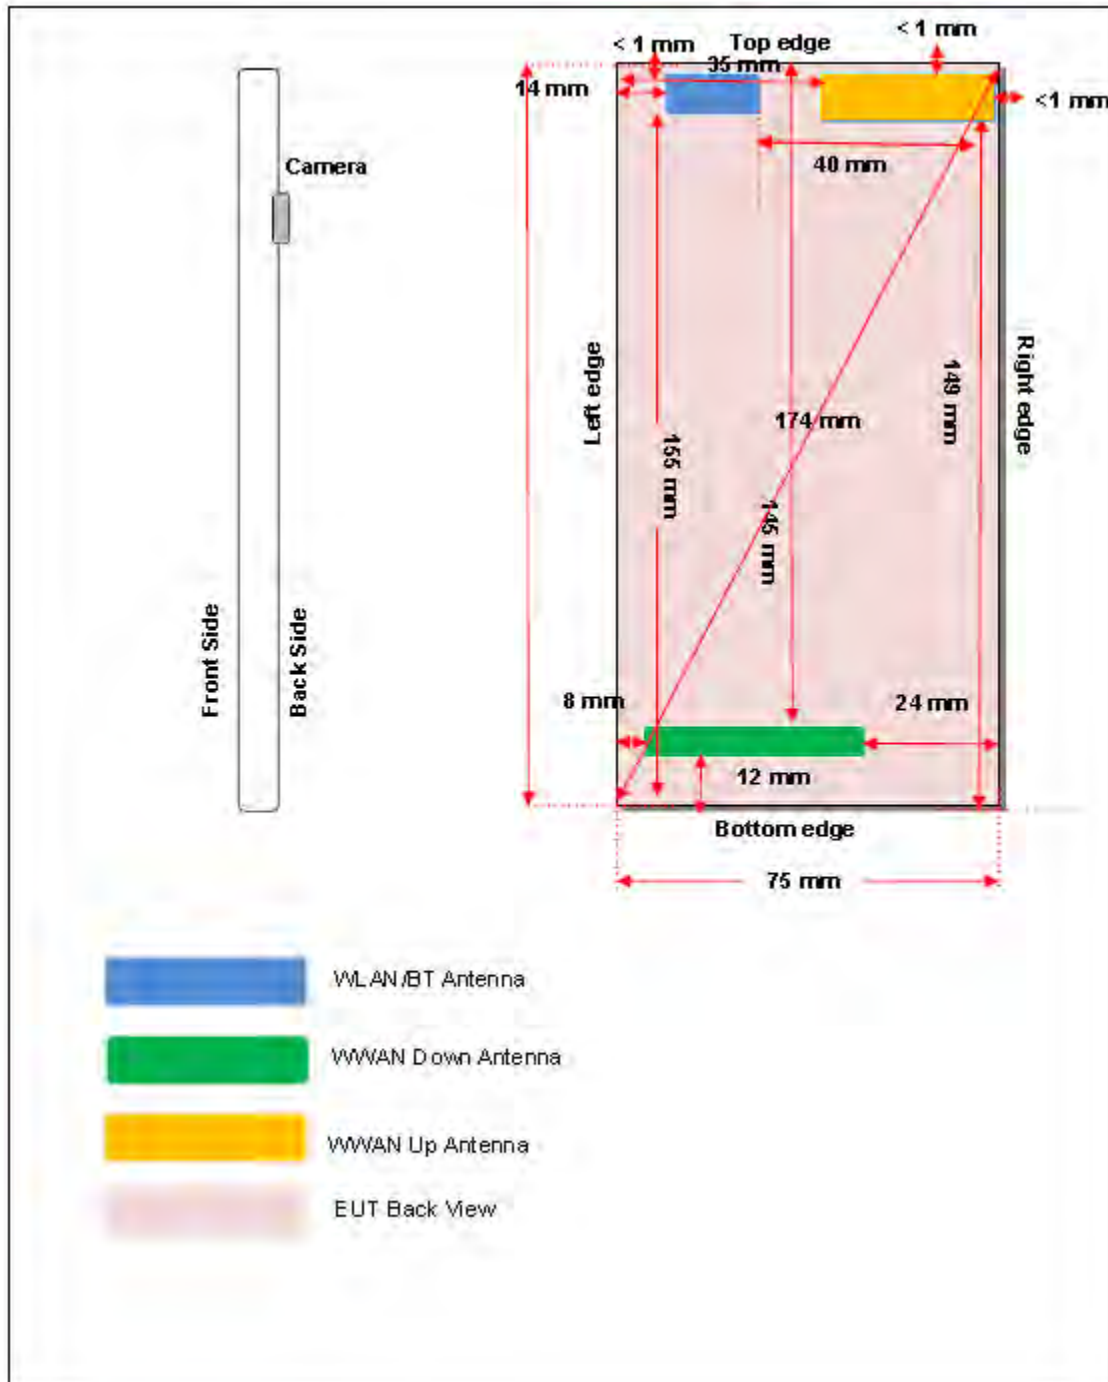 < 1 mm
Top edge
< 1 mm
35 mm
14 mm
<1 mm
Camera
40 mm
Left edge
Right edge
149 mm
174 mm
155 mm
145 mm
Front Side
Back Side
8 mm
24 mm
12 mm
Bottom edge
75 mm
WLAN/BT Antenna
WWAN Down Antenna
WWAN Up Antenna
EUT Back View